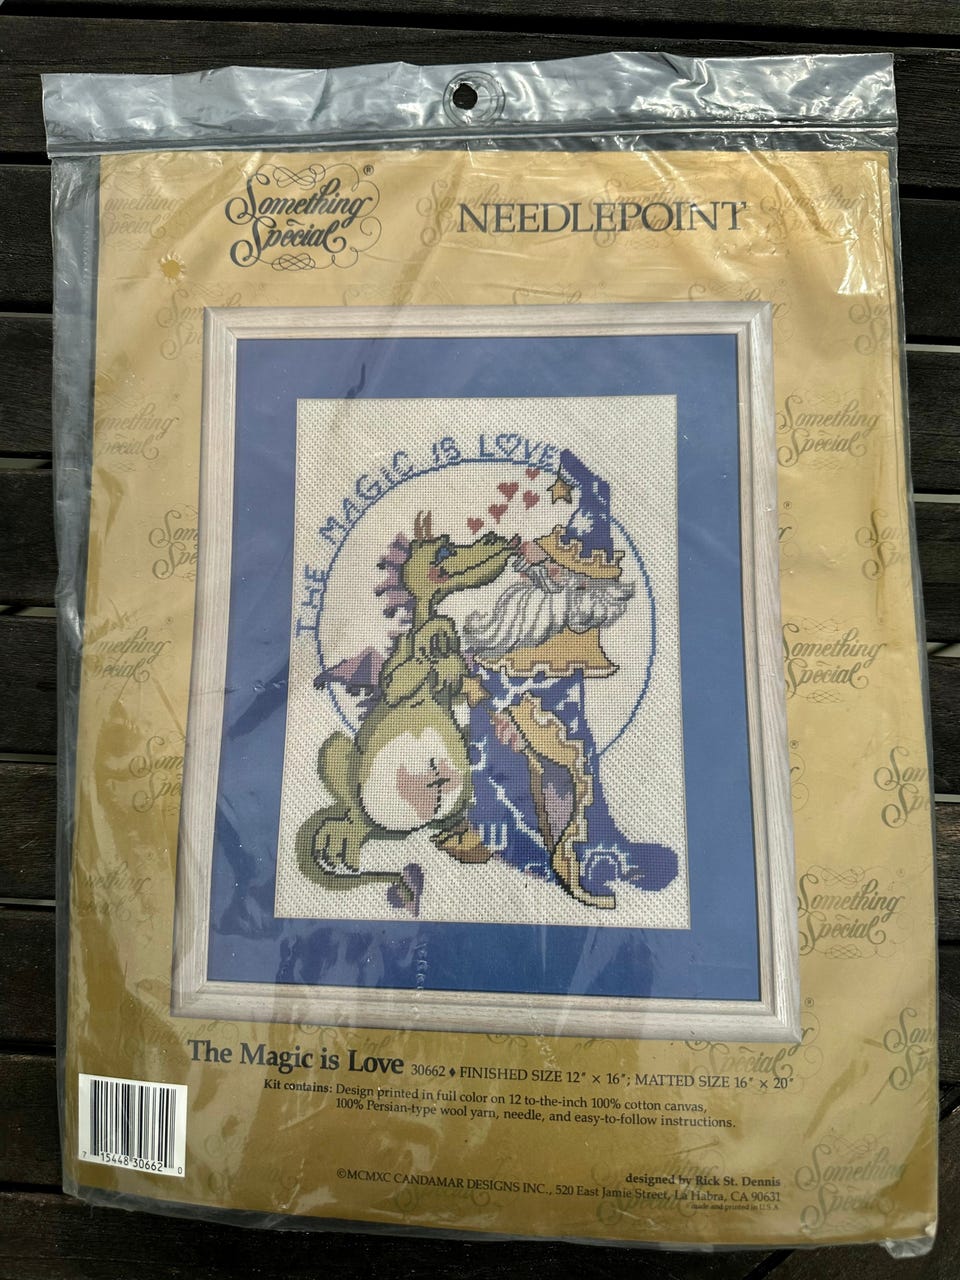 Something
Special®
NEEDLEPOINT
THE MAGIC IS LOVE
The Magic is Love 30662 ♦ FINISHED SIZE 12" × 16"; MATTED SIZE 16" × 20"
Kit contains: Design printed in full color on 12 to-the-inch 100% cotton canvas,
100% Persian-type wool yarn, needle, and easy-to-follow instructions.
7 15448 30662 0
designed by Rick St. Dennis
©MCMXC CANDAMAR DESIGNS INC., 520 East Jamie Street, La Habra, CA 90631
made and printed in U.S.A.